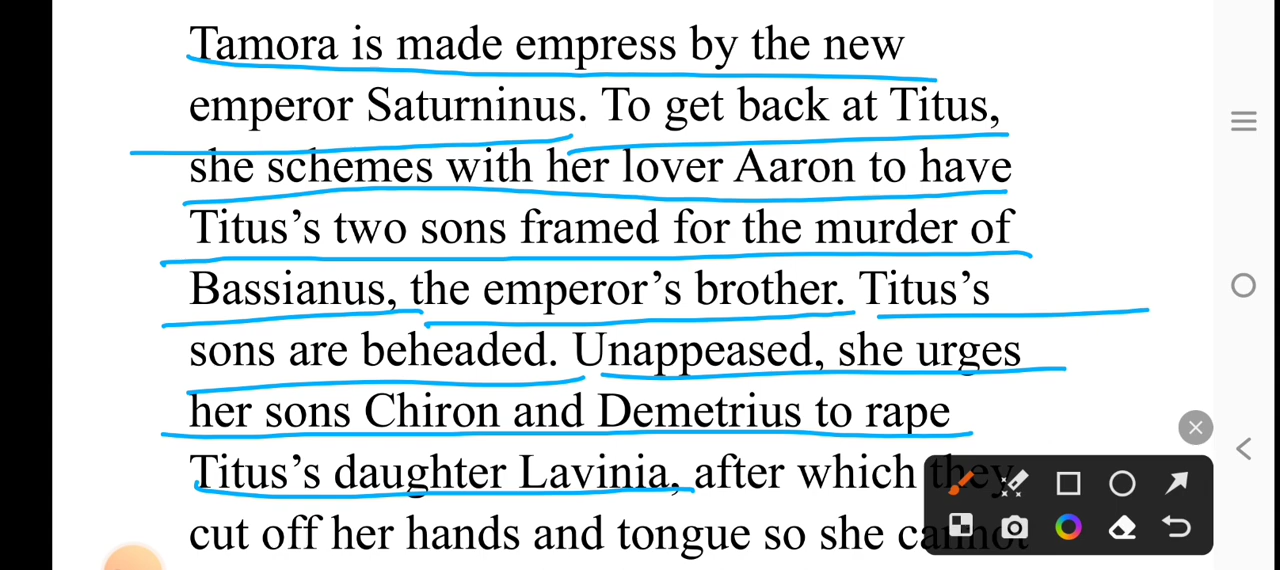 Tamora is made empress by the new
emperor Saturninus. To get back at Titus,
she schemes with her lover Aaron to have
Titus’s two sons framed for the murder of
Bassianus, the emperor’s brother. Titus’s
sons are beheaded. Unappeased, she urges
her sons Chiron and Demetrius to rape
Titus’s daughter Lavinia, after which they
cut off her hands and tongue so she cannot